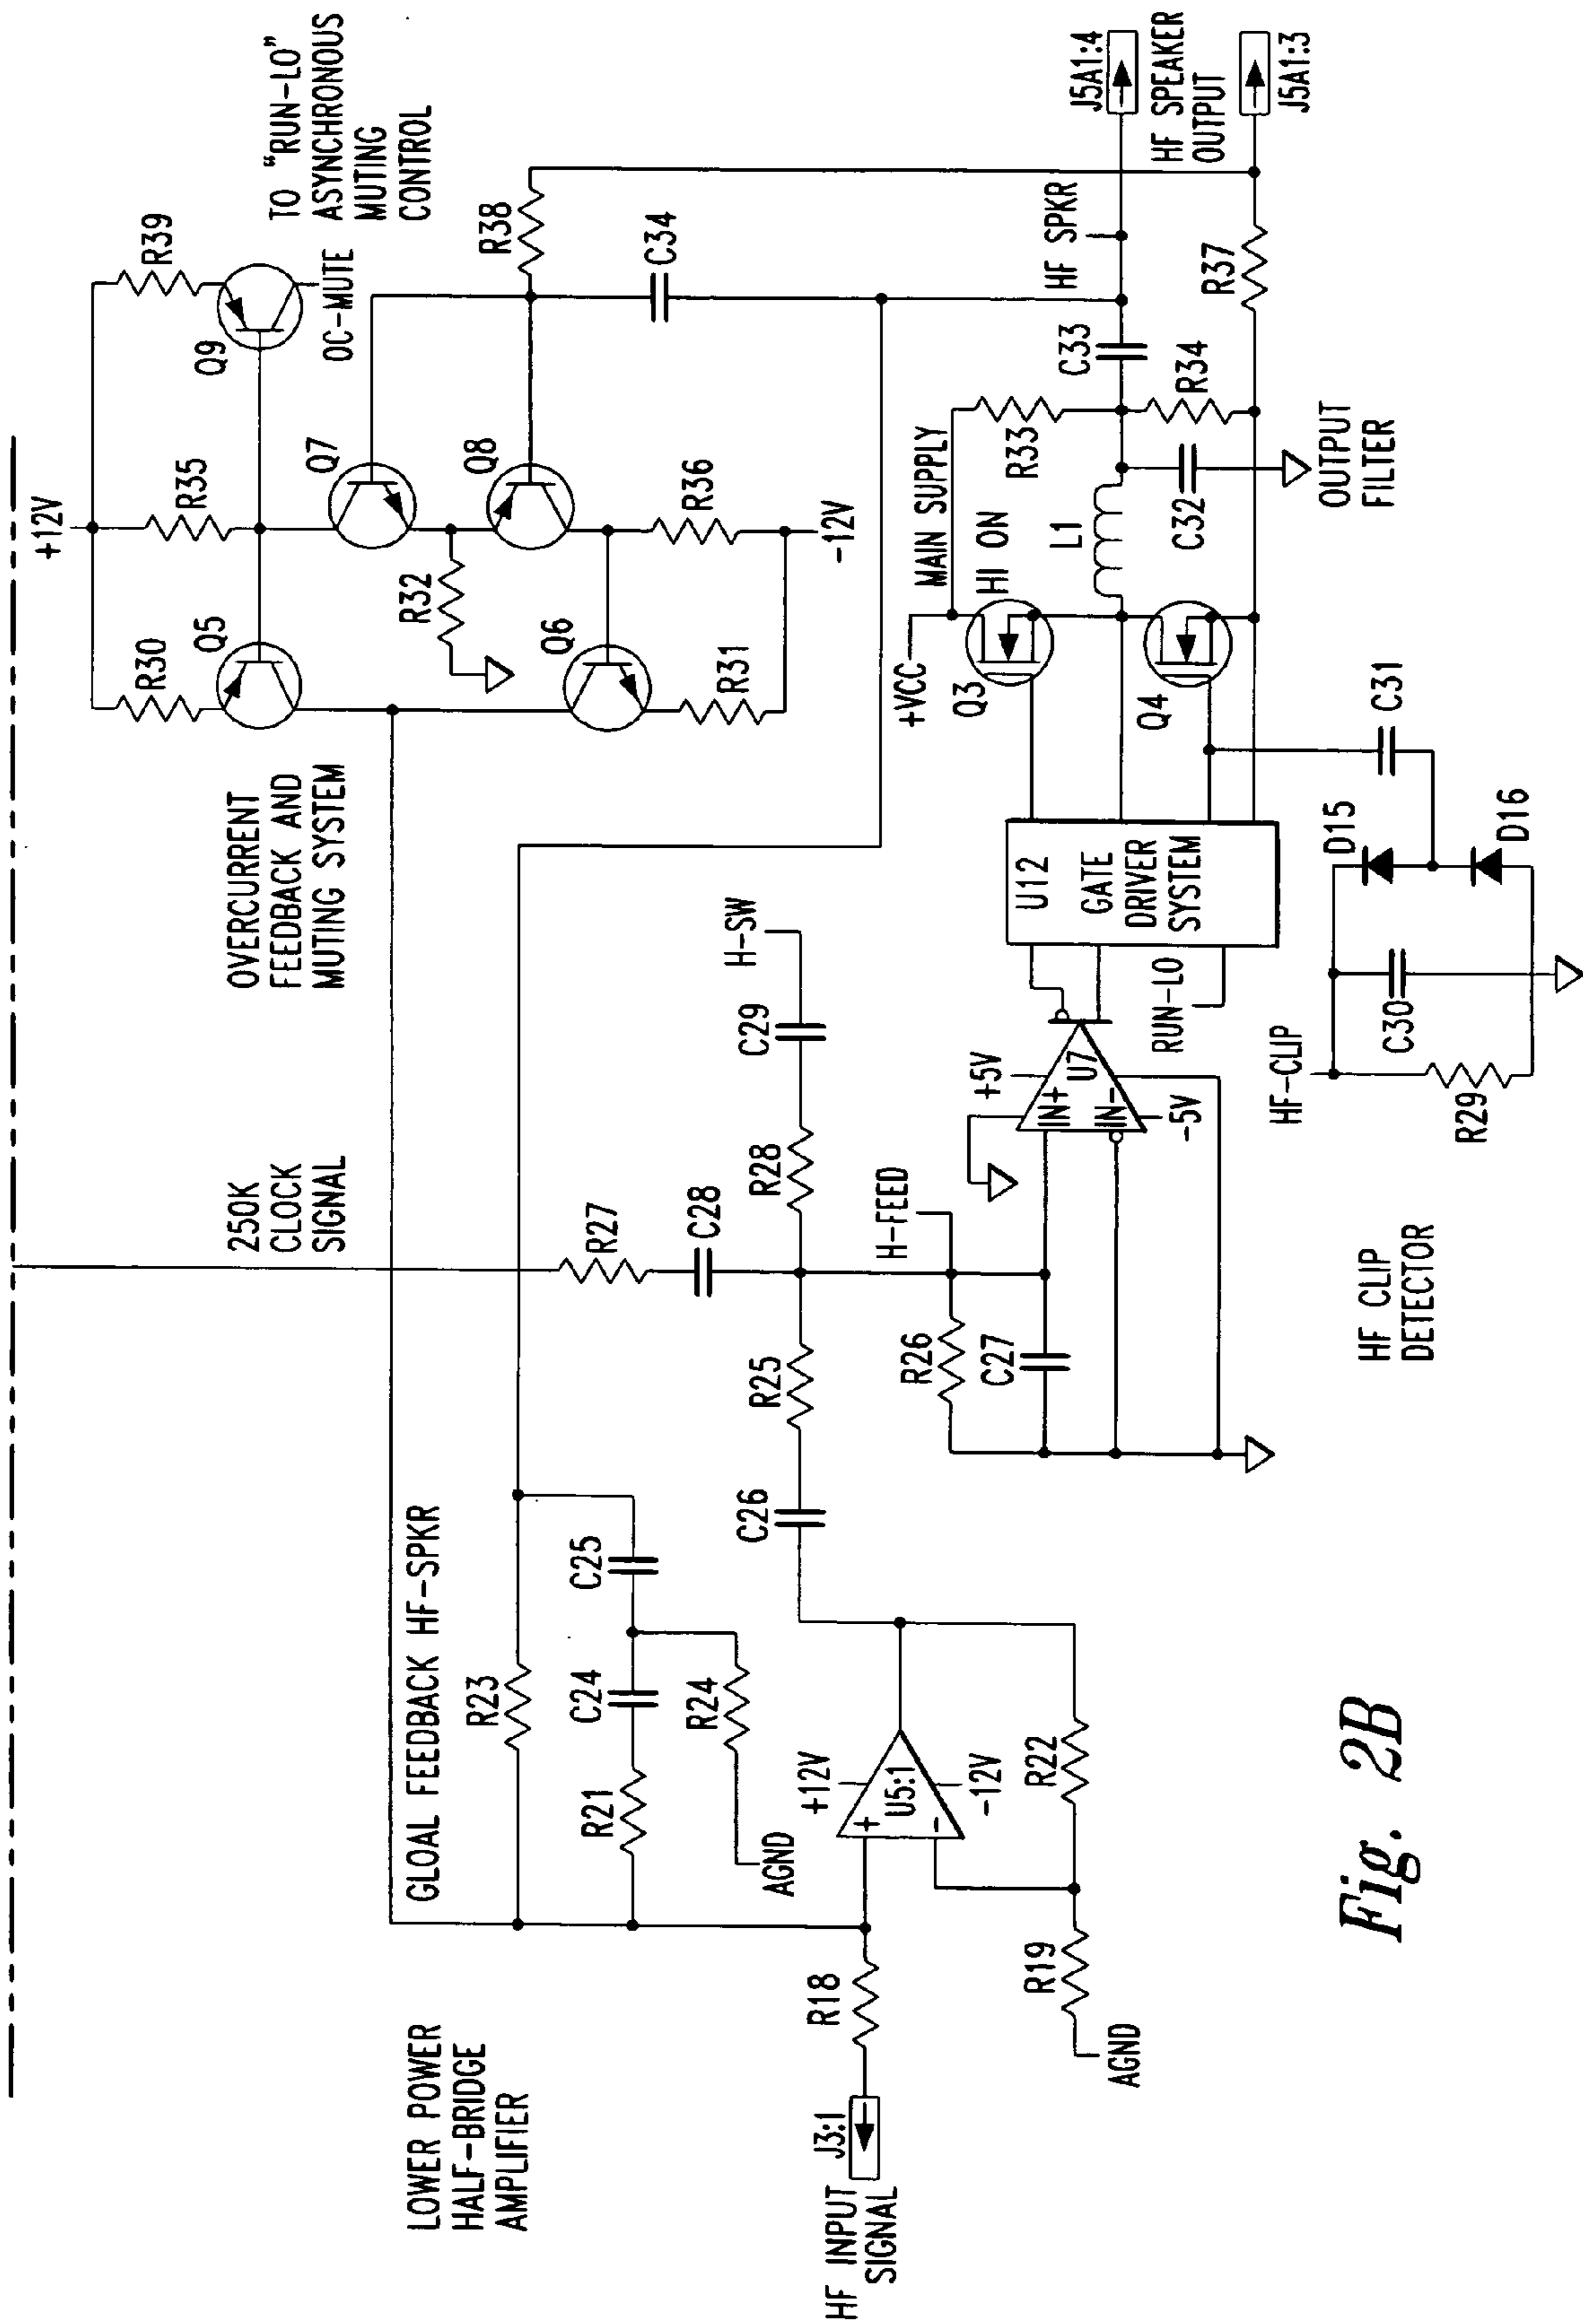 LOWER POWER
HALF-BRIDGE
AMPLIFIER
HF INPUT
SIGNAL
J3:1
R18
R19
AGND
GLOAL FEEDBACK HF-SPKR
R23
C25
C24
R21
R24
AGND
+12V
+
U5:1
-
-12V
R22
C26
R25
250K
CLOCK
SIGNAL
R27
C28
R28
C29
H-SW
H-FEED
R26
C27
+5V
IN+
U7
IN-
-5V
RUN-LO
U12
GATE
DRIVER
SYSTEM
HF CLIP
DETECTOR
HF-CLIP
R29
C30
D15
D16
C31
OVERCURRENT
FEEDBACK AND
MUTING SYSTEM
+12V
R30
Q5
R35
Q9
R39
OC-MUTE
TO "RUN-LO"
ASYNCHRONOUS
MUTING
CONTROL
Q7
Q8
R32
Q6
R31
R36
-12V
R38
C34
+VCC
MAIN SUPPLY
HI ON
Q3
Q4
L1
R33
C33
C32
R34
OUTPUT
FILTER
R37
HF SPKR
J5A1:4
HF SPEAKER
OUTPUT
J5A1:3
Fig. 2B